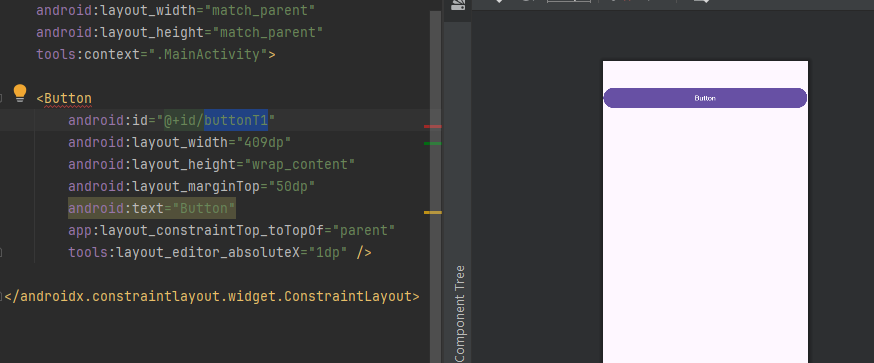 android:layout_width="match_parent"
android:layout_height="match_parent"
tools:context=".MainActivity">
<Button
android:id="@+id/buttonT1"
android:layout_width="409dp"
android:layout_height="wrap_content"
android:layout_marginTop="50dp"
android:text="Button"
app:layout_constraintTop_toTopOf="parent"
tools:layout_editor_absoluteX="1dp" />
</androidx.constraintlayout.widget.ConstraintLayout>
Component Tree
Button